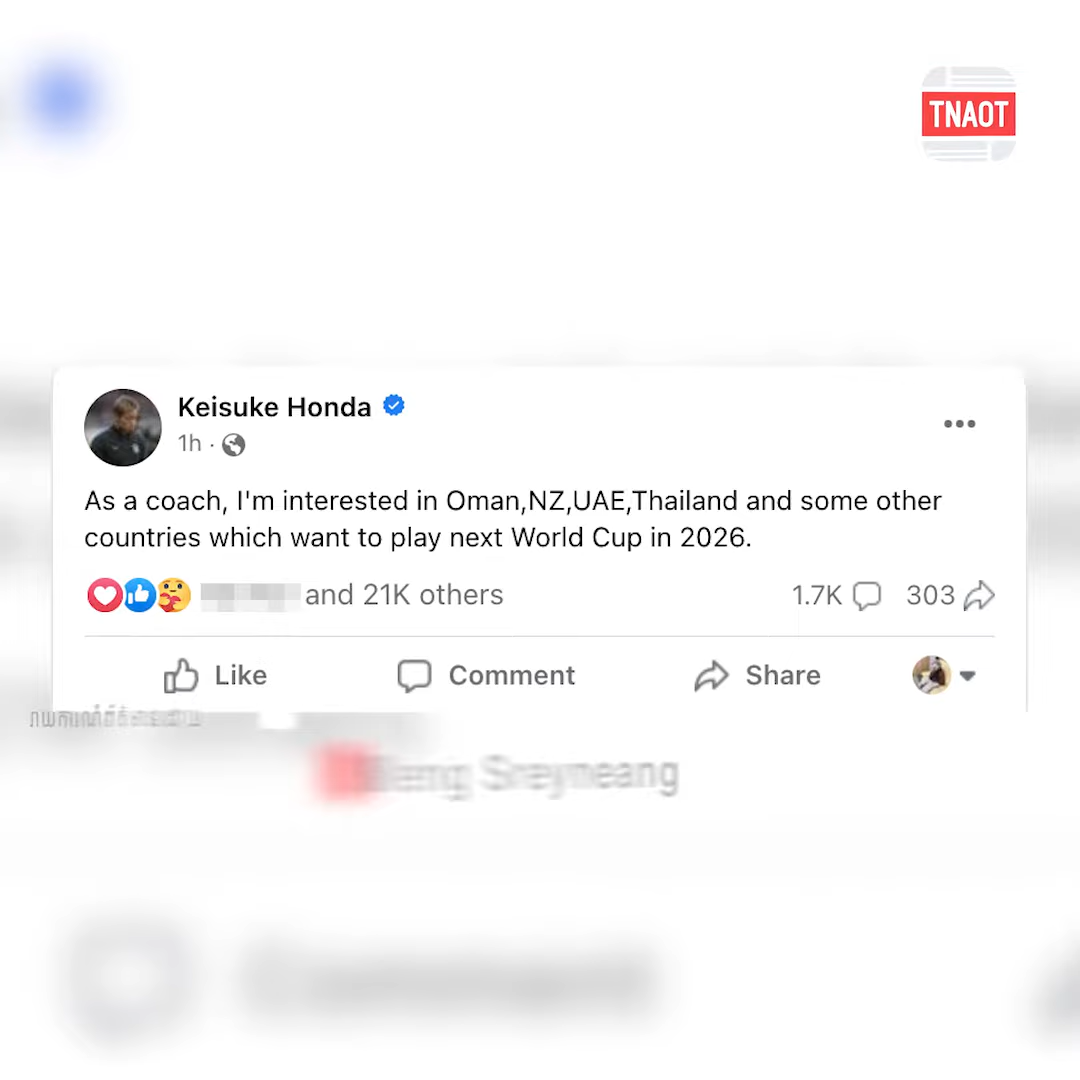 TNAOT
Keisuke Honda
1h ·
As a coach, I'm interested in Oman,NZ,UAE,Thailand and some other
countries which want to play next World Cup in 2026.
and 21K others
1.7K
303
Like
Comment
Share
Sreyneang